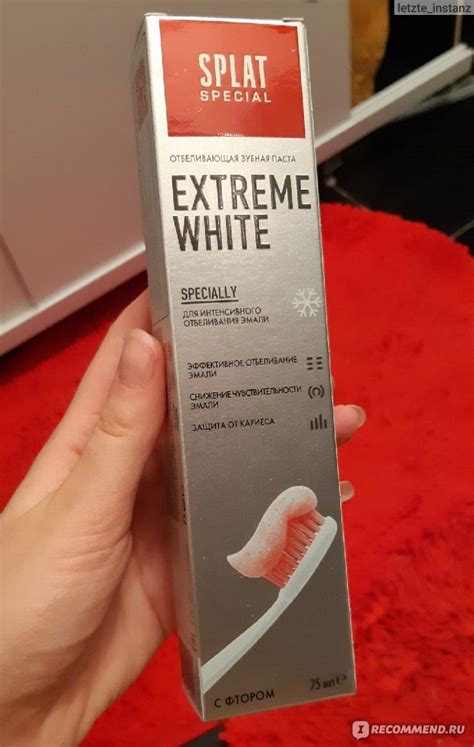 letzte_instanz
SPLAT
SPECIAL
ОТБЕЛИВАЮЩАЯ ЗУБНАЯ ПАСТА
EXTREME
WHITE
SPECIALLY
ДЛЯ ИНТЕНСИВНОГО
ОТБЕЛИВАНИЯ ЭМАЛИ
ЭФФЕКТИВНОЕ ОТБЕЛИВАНИЕ
ЭМАЛИ
СНИЖЕНИЕ ЧУВСТВИТЕЛЬНОСТИ
ЭМАЛИ
ЗАЩИТА ОТ КАРИЕСА
С ФТОРОМ
75 мл ℮
I RECOMMEND.RU